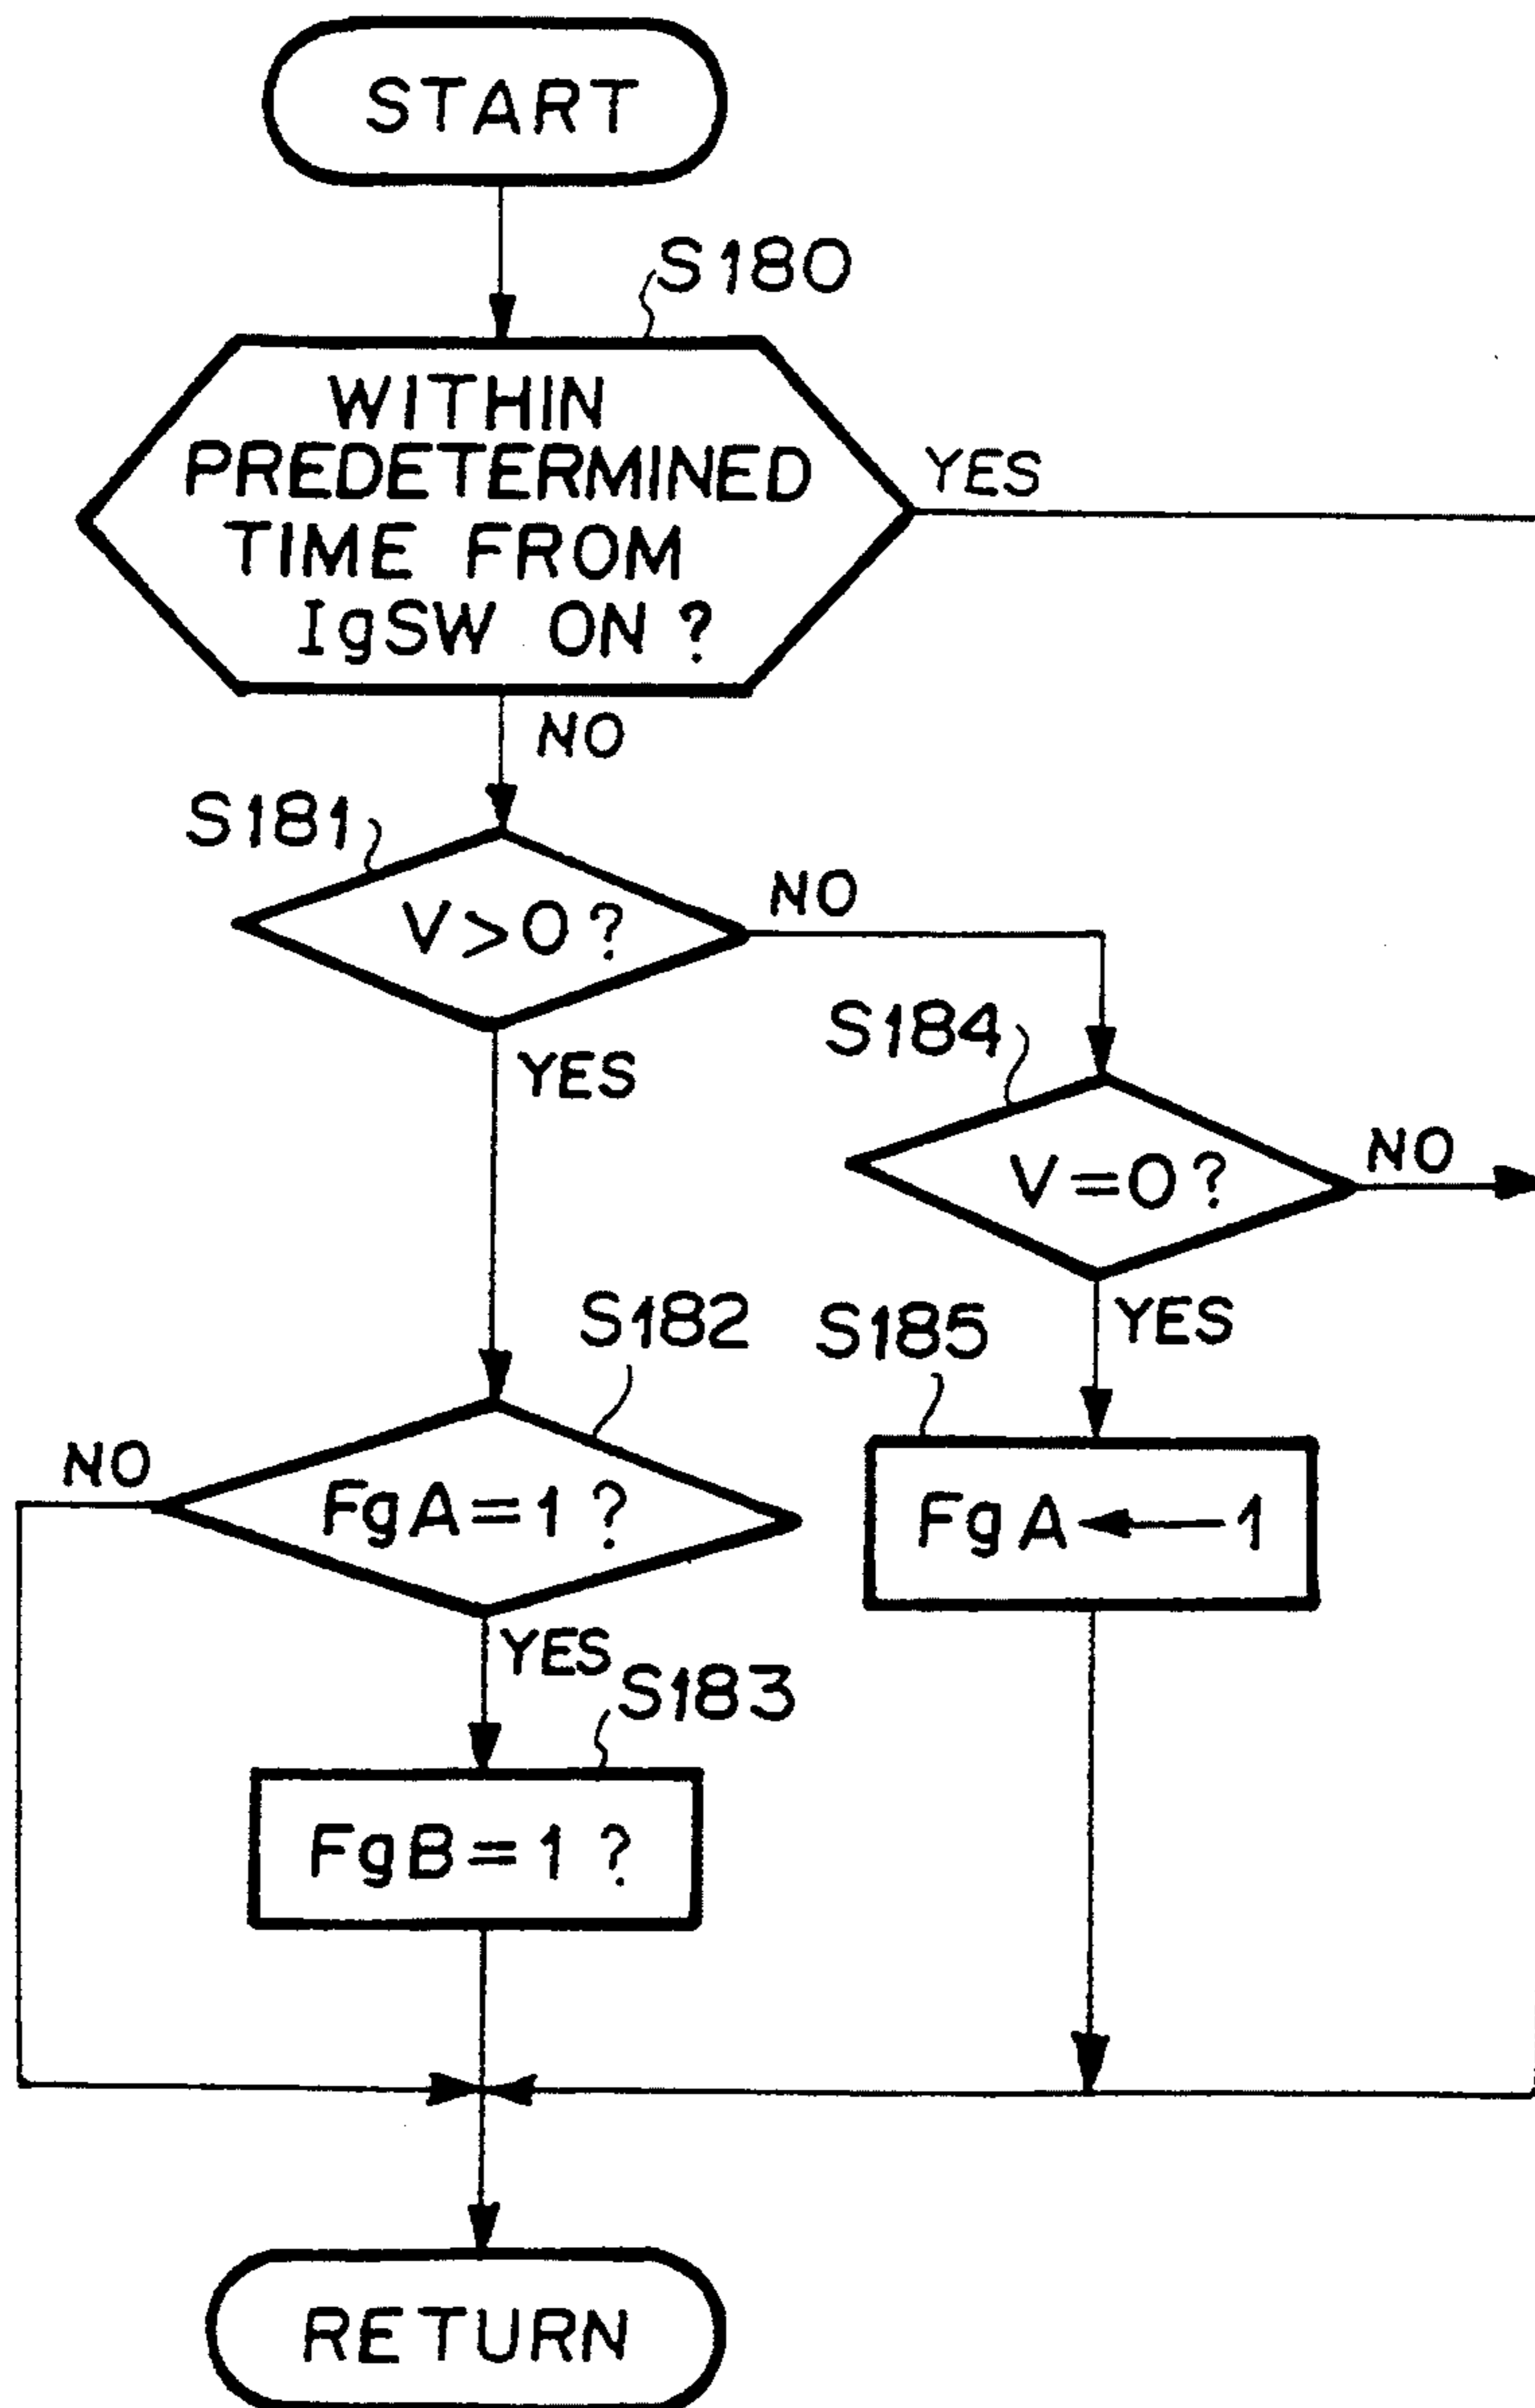 START
S180
WITHIN
PREDETERMINED
TIME FROM
IgSW ON ?
YES
NO
S181
V>0?
NO
YES
S184
V=0?
NO
YES
S182
S185
NO
FgA=1?
FgA←1
YES
S183
FgB=1?
RETURN